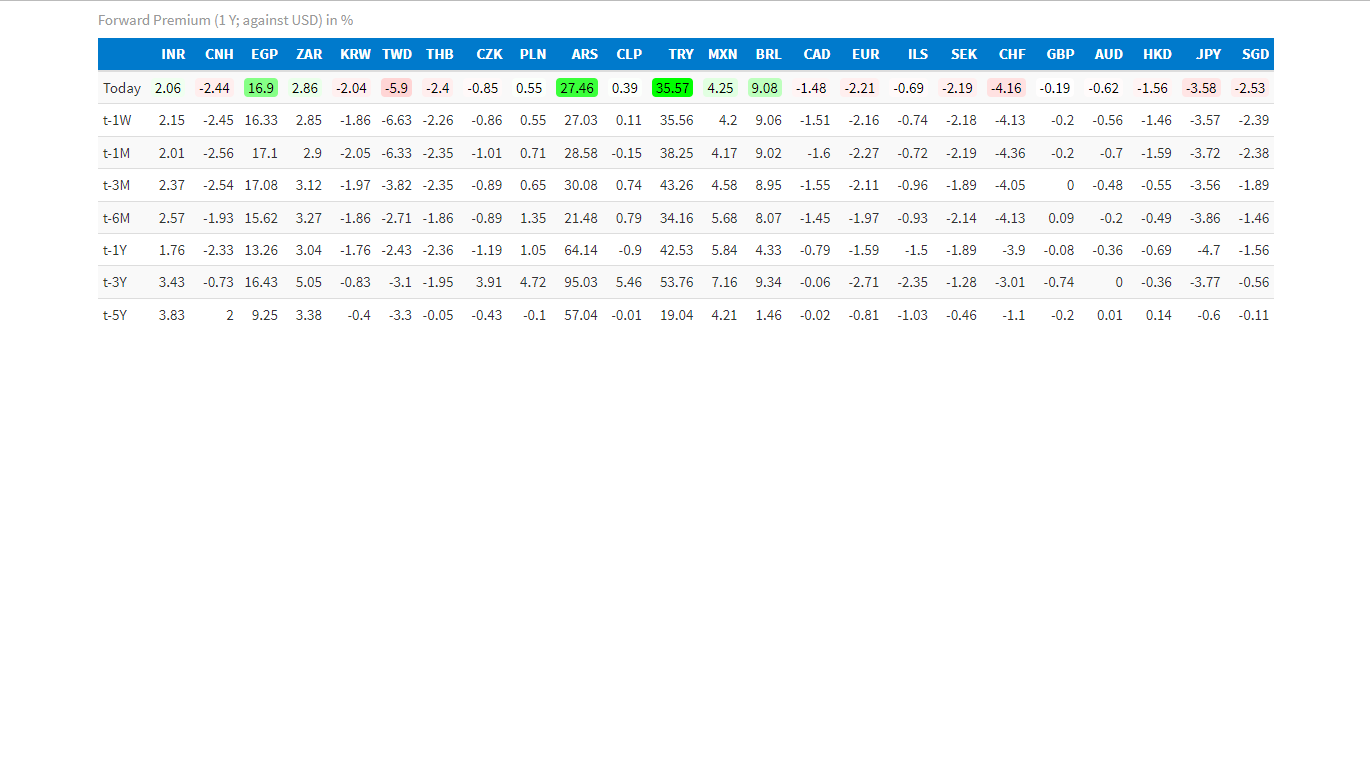 Forward Premium (1 Y; against USD) in %
INR CNH EGP ZAR KRW TWD THB CZK PLN ARS CLP TRY MXN BRL CAD EUR ILS SEK CHF GBP AUD HKD JPY SGD
Today 2.06 -2.44 16.9 2.86 -2.04 -5.9 -2.4 -0.85 0.55 27.46 0.39 35.57 4.25 9.08 -1.48 -2.21 -0.69 -2.19 -4.16 -0.19 -0.62 -1.56 -3.58 -2.53
t-1W 2.15 -2.45 16.33 2.85 -1.86 -6.63 -2.26 -0.86 0.55 27.03 0.11 35.56 4.2 9.06 -1.51 -2.16 -0.74 -2.18 -4.13 -0.2 -0.56 -1.46 -3.57 -2.39
t-1M 2.01 -2.56 17.1 2.9 -2.05 -6.33 -2.35 -1.01 0.71 28.58 -0.15 38.25 4.17 9.02 -1.6 -2.27 -0.72 -2.19 -4.36 -0.2 -0.7 -1.59 -3.72 -2.38
t-3M 2.37 -2.54 17.08 3.12 -1.97 -3.82 -2.35 -0.89 0.65 30.08 0.74 43.26 4.58 8.95 -1.55 -2.11 -0.96 -1.89 -4.05 0 -0.48 -0.55 -3.56 -1.89
t-6M 2.57 -1.93 15.62 3.27 -1.86 -2.71 -1.86 -0.89 1.35 21.48 0.79 34.16 5.68 8.07 -1.45 -1.97 -0.93 -2.14 -4.13 0.09 -0.2 -0.49 -3.86 -1.46
t-1Y 1.76 -2.33 13.26 3.04 -1.76 -2.43 -2.36 -1.19 1.05 64.14 -0.9 42.53 5.84 4.33 -0.79 -1.59 -1.5 -1.89 -3.9 -0.08 -0.36 -0.69 -4.7 -1.56
t-3Y 3.43 -0.73 16.43 5.05 -0.83 -3.1 -1.95 3.91 4.72 95.03 5.46 53.76 7.16 9.34 -0.06 -2.71 -2.35 -1.28 -3.01 -0.74 0 -0.36 -3.77 -0.56
t-5Y 3.83 2 9.25 3.38 -0.4 -3.3 -0.05 -0.43 -0.1 57.04 -0.01 19.04 4.21 1.46 -0.02 -0.81 -1.03 -0.46 -1.1 -0.2 0.01 0.14 -0.6 -0.11